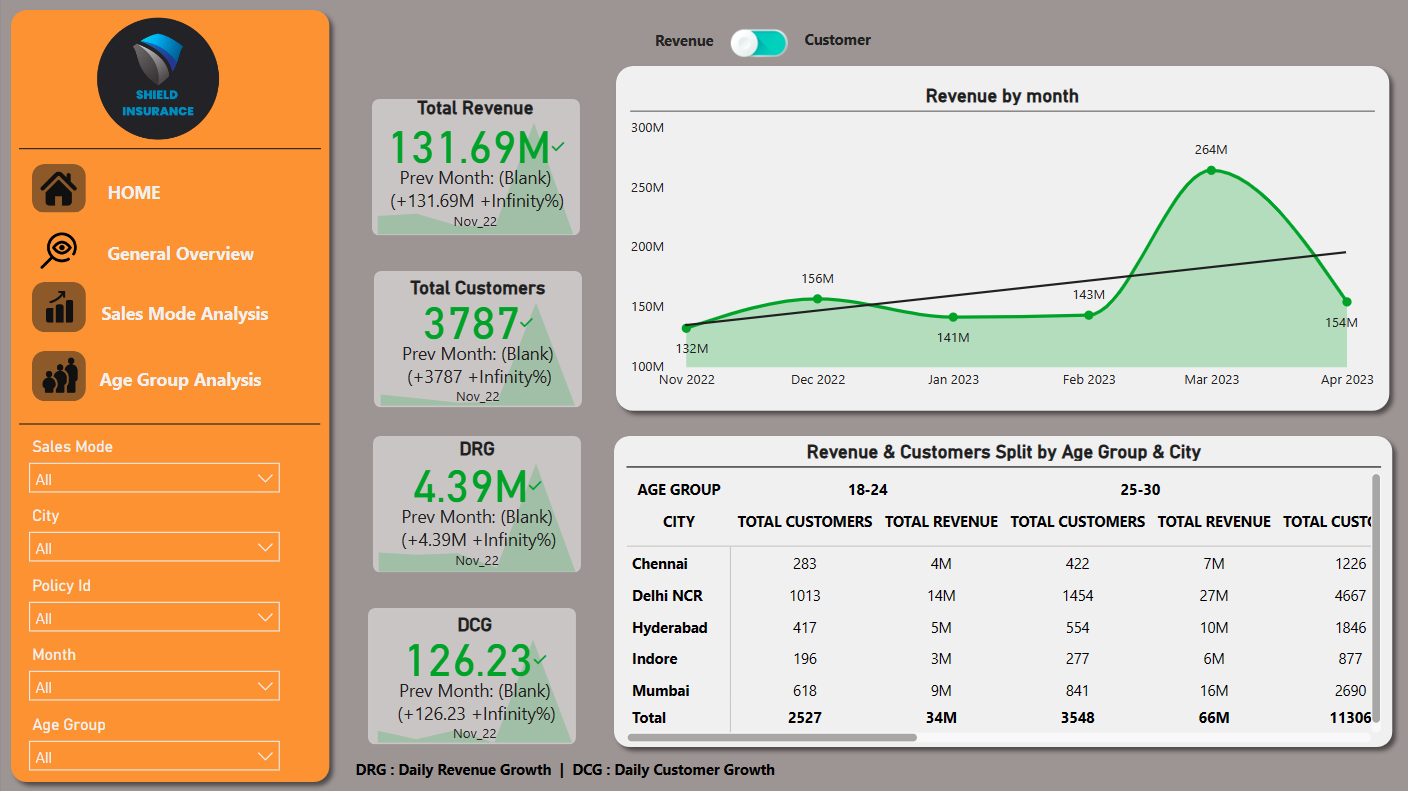 SHIELD
INSURANCE
HOME
General Overview
Sales Mode Analysis
Age Group Analysis
Sales Mode
All
City
All
Policy Id
All
Month
All
Age Group
All
Total Revenue
131.69M
Prev Month: (Blank)
(+131.69M +Infinity%)
Nov_22
Total Customers
3787
Prev Month: (Blank)
(+3787 +Infinity%)
Nov_22
DRG
4.39M
Prev Month: (Blank)
(+4.39M +Infinity%)
Nov_22
DCG
126.23
Prev Month: (Blank)
(+126.23 +Infinity%)
Nov_22
DRG : Daily Revenue Growth | DCG : Daily Customer Growth
Revenue Customer
Revenue by month
300M
250M
200M
150M
100M
132M
156M
141M
143M
264M
154M
Nov 2022 Dec 2022 Jan 2023 Feb 2023 Mar 2023 Apr 2023
Revenue & Customers Split by Age Group & City
AGE GROUP 18-24 25-30
CITY TOTAL CUSTOMERS TOTAL REVENUE TOTAL CUSTOMERS TOTAL REVENUE TOTAL CUSTO
Chennai 283 4M 422 7M 1226
Delhi NCR 1013 14M 1454 27M 4667
Hyderabad 417 5M 554 10M 1846
Indore 196 3M 277 6M 877
Mumbai 618 9M 841 16M 2690
Total 2527 34M 3548 66M 11306